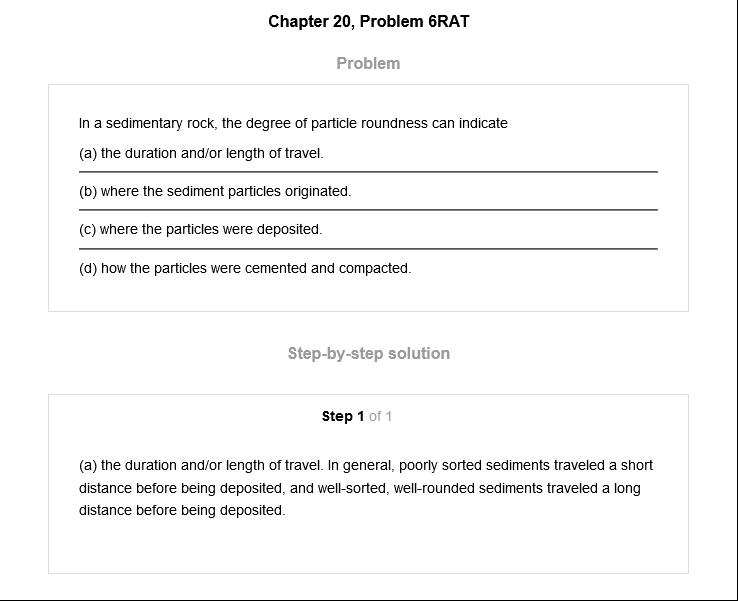 Chapter 20, Problem 6RAT
Problem
In a sedimentary rock, the degree of particle roundness can indicate
(a) the duration and/or length of travel.
(b) where the sediment particles originated.
(c) where the particles were deposited.
(d) how the particles were cemented and compacted.
Step-by-step solution
Step 1 of 1
(a) the duration and/or length of travel. In general, poorly sorted sediments traveled a short
distance before being deposited, and well-sorted, well-rounded sediments traveled a long
distance before being deposited.